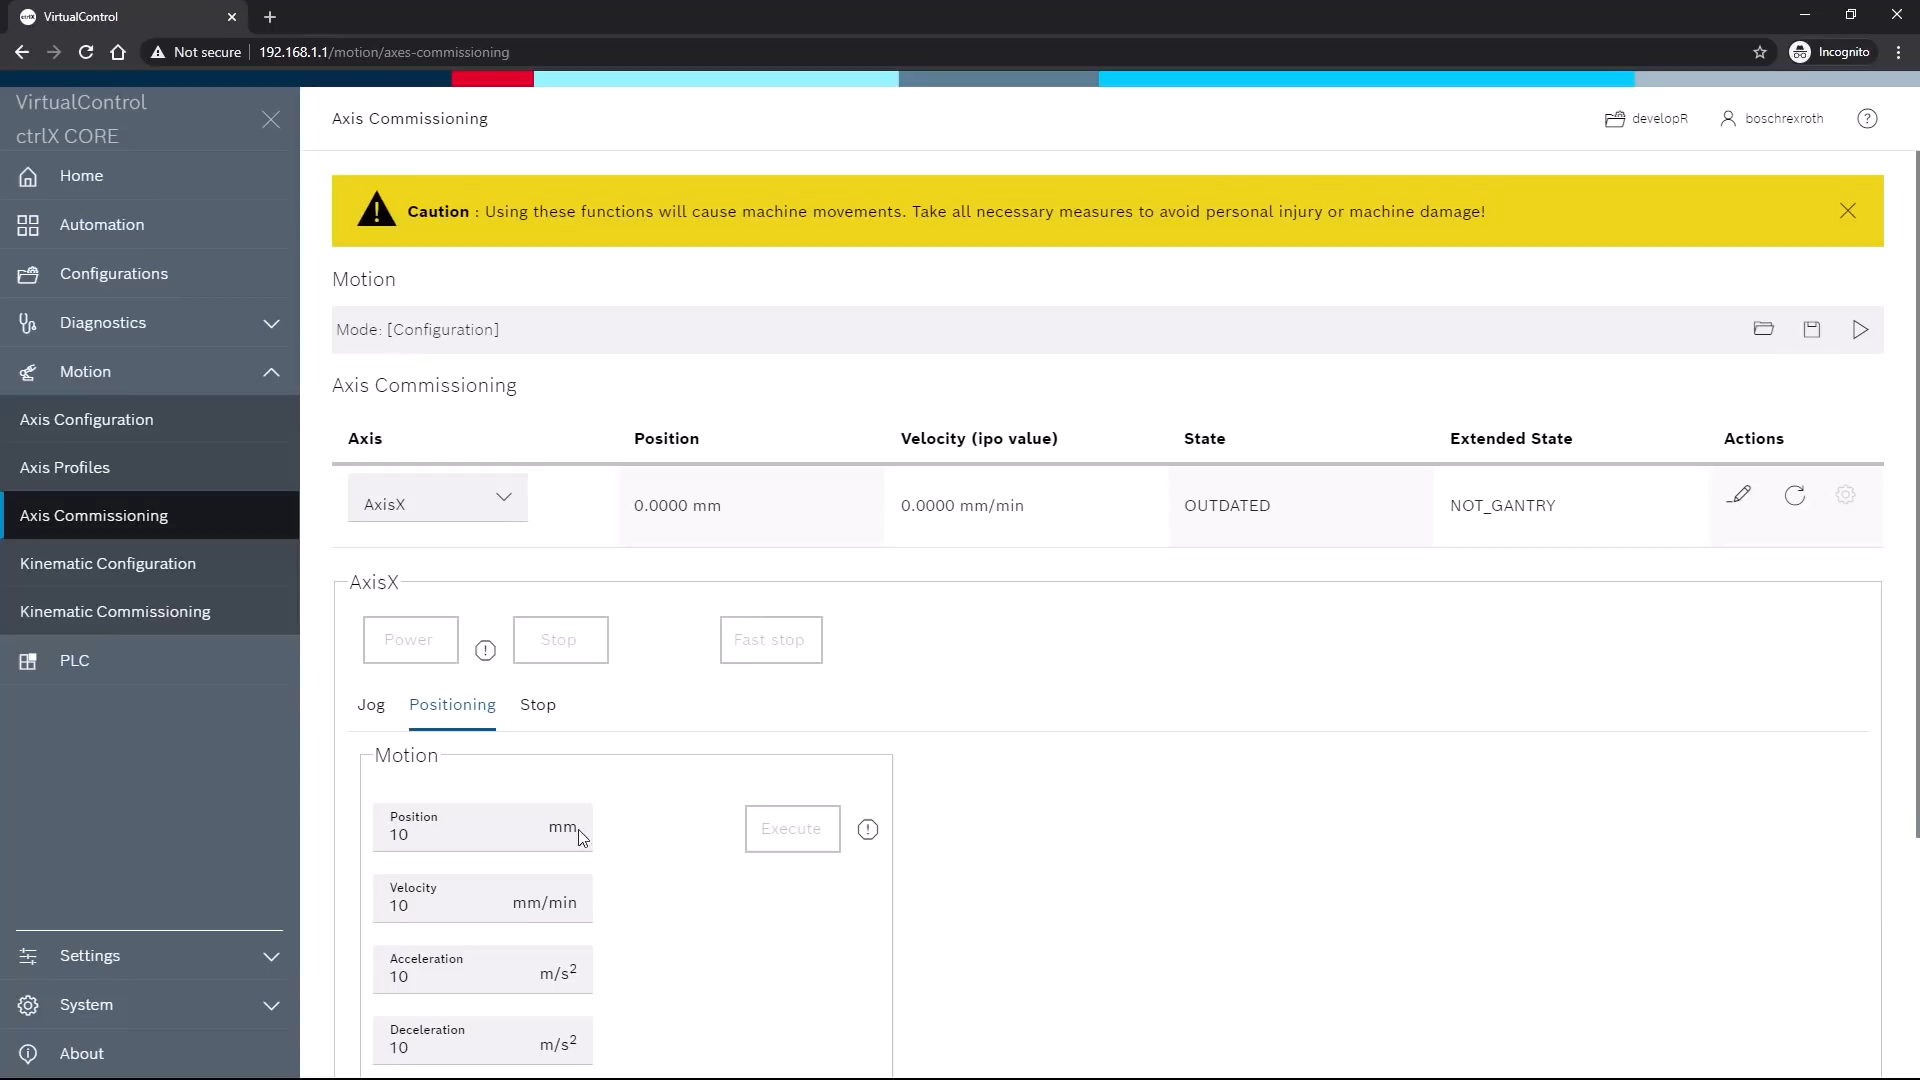 VirtualControl
Not secure
192.168.1.1/motion/axes-commissioning
Incognito
VirtualControl
ctrlX CORE
Home
Automation
Configurations
Diagnostics
Motion
Axis Configuration
Axis Profiles
Axis Commissioning
Kinematic Configuration
Kinematic Commissioning
PLC
Settings
System
About
Axis Commissioning
developR
boschrexroth
Caution : Using these functions will cause machine movements. Take all necessary measures to avoid personal injury or machine damage!
Motion
Mode: [Configuration]
Axis Commissioning
Axis Position Velocity (ipo value) State Extended State Actions
AxisX 0.0000 mm 0.0000 mm/min OUTDATED NOT_GANTRY
AxisX
Power Stop Fast stop
Jog Positioning Stop
Motion
Position
10 mm
Execute
Velocity
10 mm/min
Acceleration
10 m/s²
Deceleration
10 m/s²